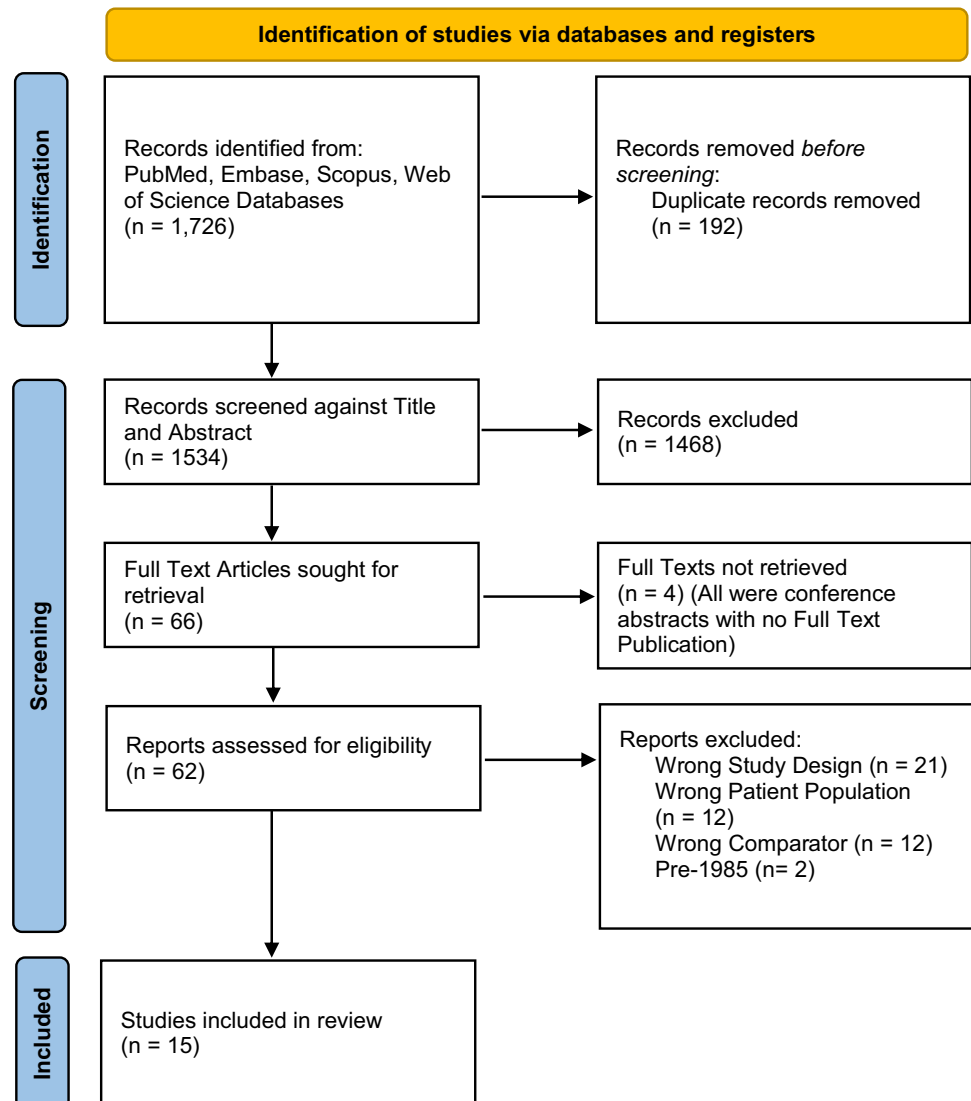 Identification of studies via databases and registers
Identification
Records identified from:
PubMed, Embase, Scopus, Web
of Science Databases
(n = 1,726)
Records removed before
screening:
Duplicate records removed
(n = 192)
Screening
Records screened against Title
and Abstract
(n = 1534)
Records excluded
(n = 1468)
Full Text Articles sought for
retrieval
(n = 66)
Full Texts not retrieved
(n = 4) (All were conference
abstracts with no Full Text
Publication)
Reports assessed for eligibility
(n = 62)
Reports excluded:
Wrong Study Design (n = 21)
Wrong Patient Population
(n = 12)
Wrong Comparator (n = 12)
Pre-1985 (n= 2)
Included
Studies included in review
(n = 15)